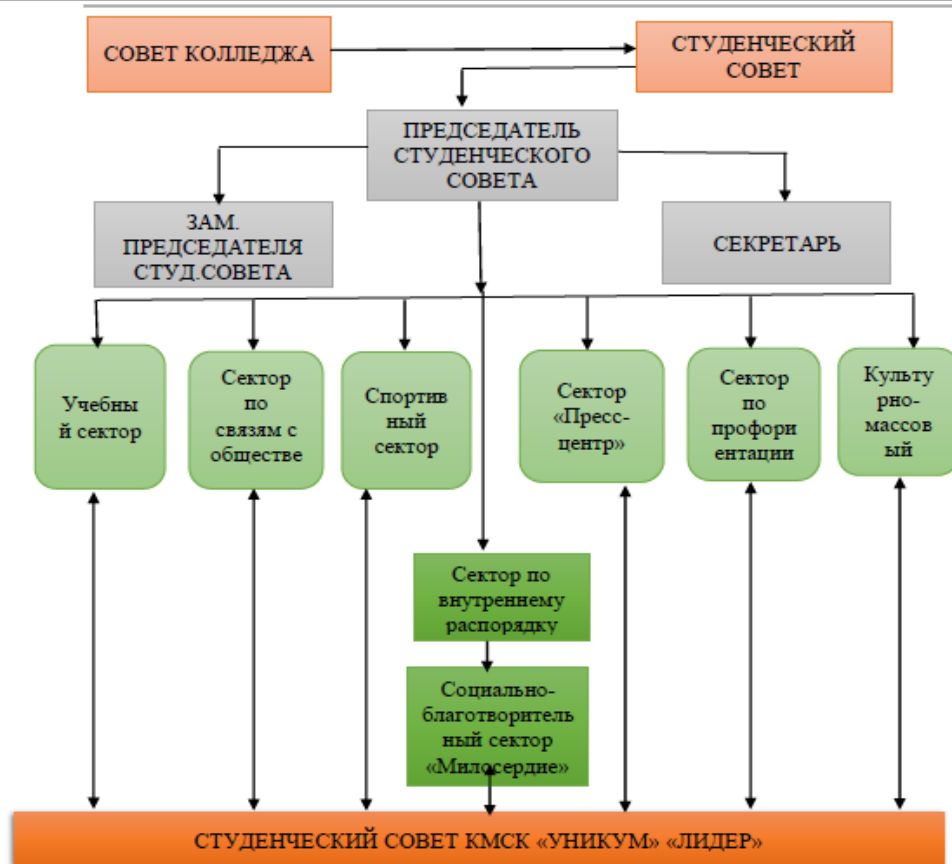 СОВЕТ КОЛЛЕДЖА
СТУДЕНЧЕСКИЙ
СОВЕТ
ПРЕДСЕДАТЕЛЬ
СТУДЕНЧЕСКОГО
СОВЕТА
ЗАМ.
ПРЕДСЕДАТЕЛЯ
СТУД.СОВЕТА
СЕКРЕТАРЬ
Учебны
й сектор
Сектор
по
связям с
обществе
Спортив
ный
сектор
Сектор
«Пресс-
центр»
Сектор
по
профори
ентации
Культу
рно-
массов
ый
Сектор по
внутреннему
распорядку
Социально-
благотворитель
ный сектор
«Милосердие»
СТУДЕНЧЕСКИЙ СОВЕТ КМСК «УНИКУМ» «ЛИДЕР»